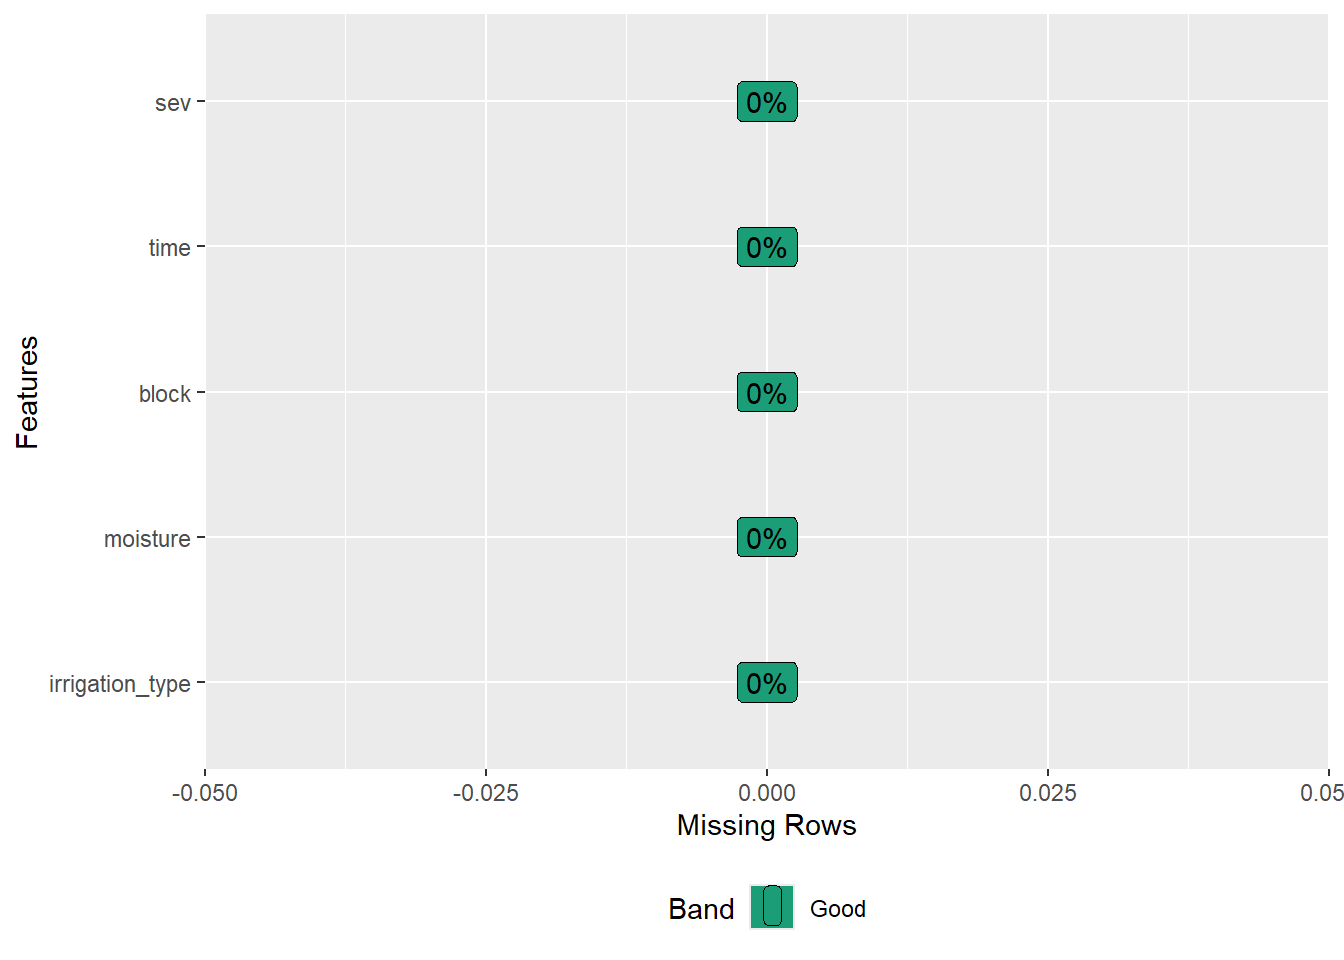 sev
0%
time
0%
Features
block
0%
moisture
0%
irrigation_type
0%
-0.050
-0.025
0.000
0.025
0.05
Missing Rows
Band
Good